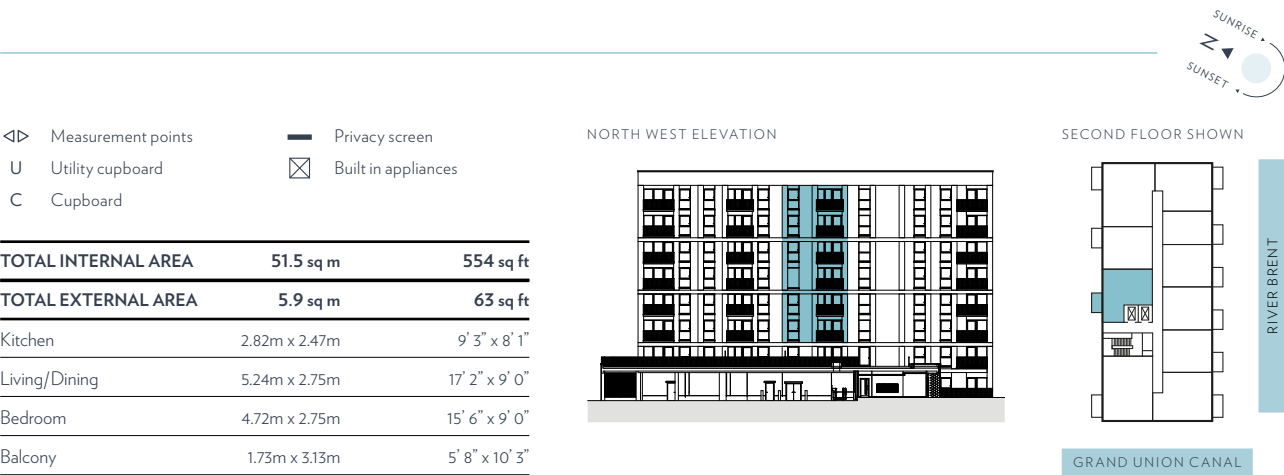 SUNRISE
N
SUNSET
Measurement points
Privacy screen
U Utility cupboard
Built in appliances
C Cupboard
NORTH WEST ELEVATION
SECOND FLOOR SHOWN
TOTAL INTERNAL AREA 51.5 sq m 554 sq ft
TOTAL EXTERNAL AREA 5.9 sq m 63 sq ft
Kitchen 2.82m x 2.47m 9’ 3” x 8’ 1”
Living/Dining 5.24m x 2.75m 17’ 2” x 9’ 0”
Bedroom 4.72m x 2.75m 15’ 6” x 9’ 0”
Balcony 1.73m x 3.13m 5’ 8” x 10’ 3”
RIVER BRENT
GRAND UNION CANAL